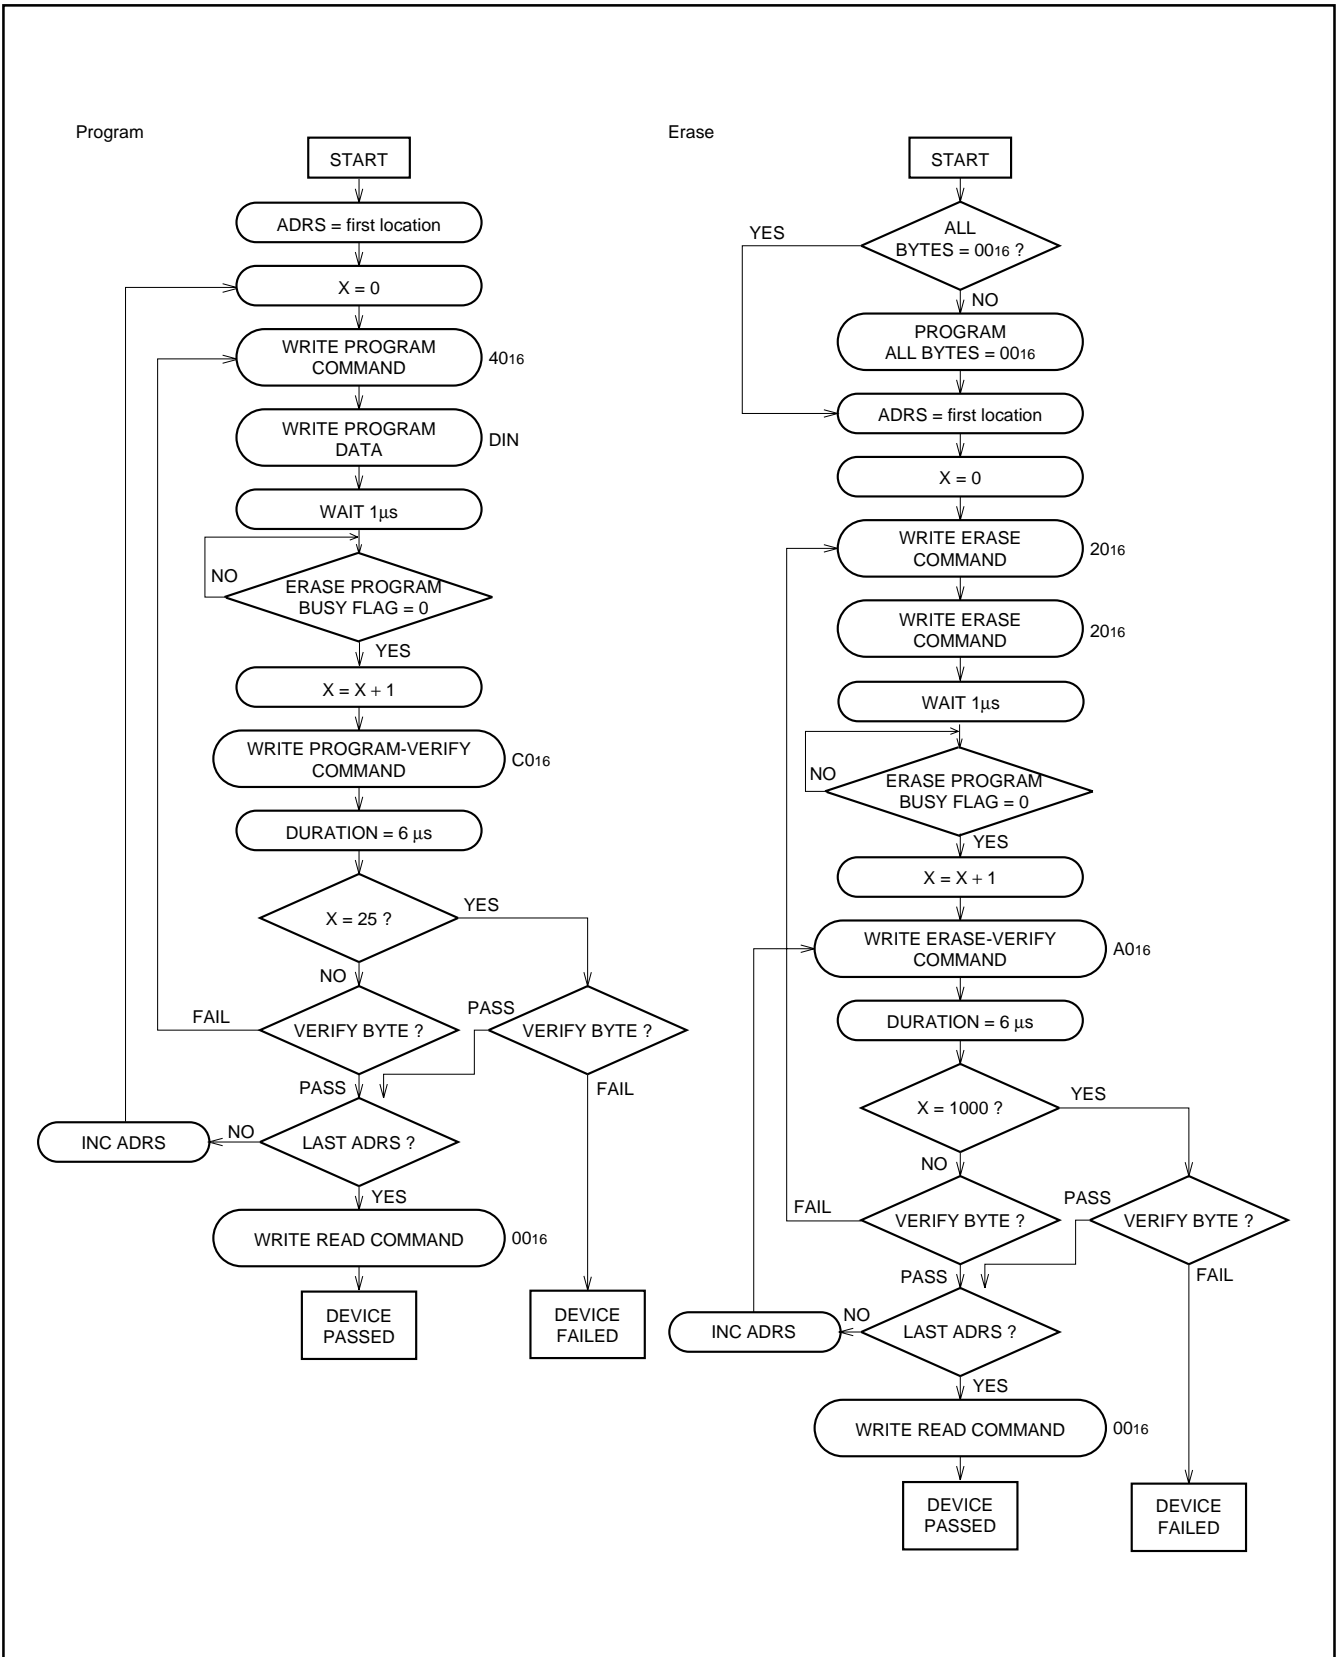 Program
START
ADRS = first location
X = 0
WRITE PROGRAM
COMMAND
4016
WRITE PROGRAM
DATA
DIN
WAIT 1μs
NO
ERASE PROGRAM
BUSY FLAG = 0
YES
X = X + 1
WRITE PROGRAM-VERIFY
COMMAND
C016
DURATION = 6 μs
X = 25 ?
YES
NO
FAIL
VERIFY BYTE ?
PASS
VERIFY BYTE ?
PASS
FAIL
INC ADRS
NO
LAST ADRS ?
YES
WRITE READ COMMAND
0016
DEVICE
PASSED
DEVICE
FAILED
Erase
START
YES
ALL
BYTES = 0016 ?
NO
PROGRAM
ALL BYTES = 0016
ADRS = first location
X = 0
WRITE ERASE
COMMAND
2016
WRITE ERASE
COMMAND
2016
WAIT 1μs
NO
ERASE PROGRAM
BUSY FLAG = 0
YES
X = X + 1
WRITE ERASE-VERIFY
COMMAND
A016
DURATION = 6 μs
X = 1000 ?
YES
NO
FAIL
VERIFY BYTE ?
PASS
VERIFY BYTE ?
PASS
FAIL
INC ADRS
NO
LAST ADRS ?
YES
WRITE READ COMMAND
0016
DEVICE
PASSED
DEVICE
FAILED